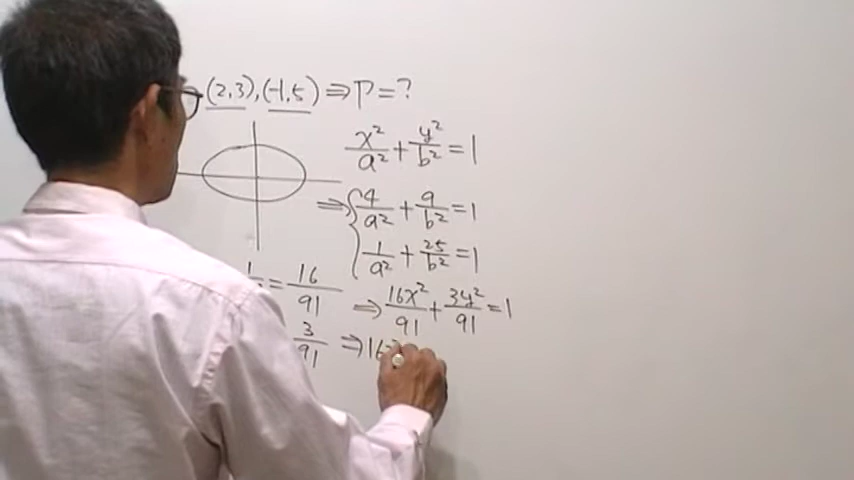 (2,3),(-1,5) ⇒ P=?
x²/a² + y²/b² = 1
⇒ { 4/a² + 9/b² = 1
1/a² + 25/b² = 1
= 16/91 ⇒ 16x²/91 + 3y²/91 = 1
3/91 ⇒ 16